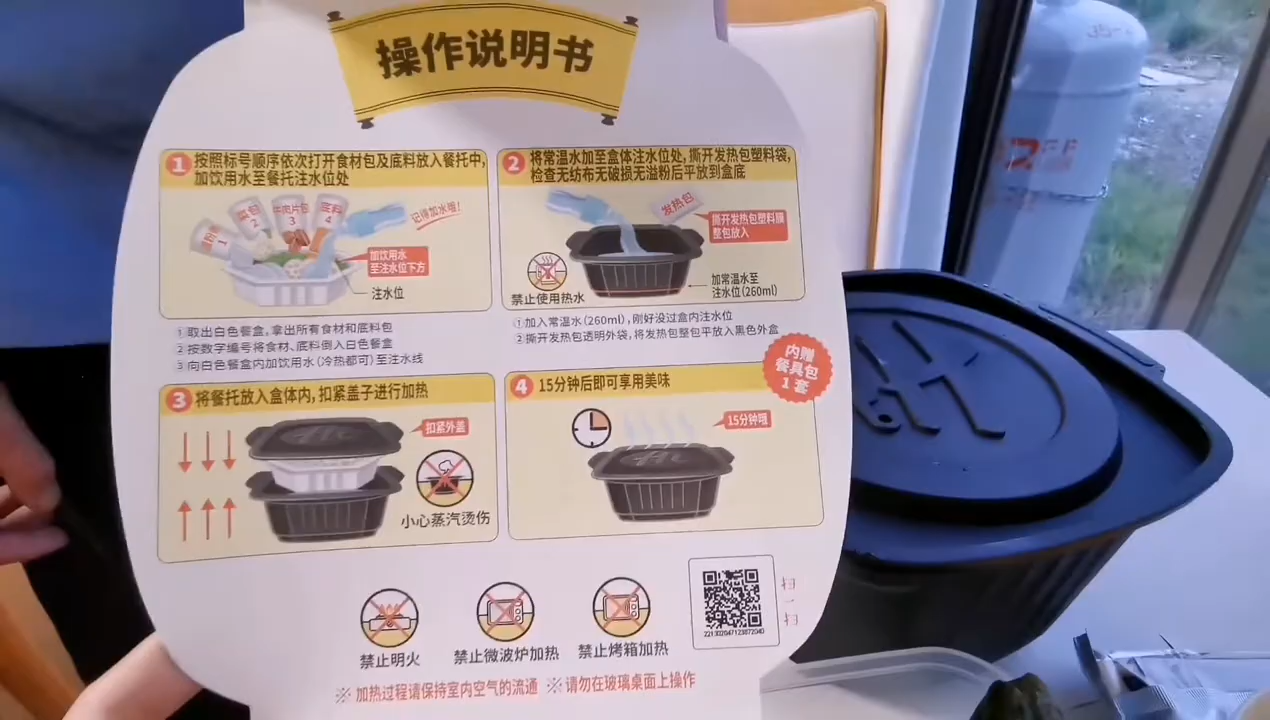 操作说明书
1 按照标号顺序依次打开食材包及底料放入餐托中,
加饮用水至餐托注水位处
1
菜包
2
3
底料
4
记得加水哦!
加饮用水
至注水位下方
注水位
①取出白色餐盒,拿出所有食材和底料包
②按数字编号将食材、底料倒入白色餐盒
③向白色餐盒内加饮用水(冷热都可)至注水线
2 将常温水加至盒体注水位处,撕开发热包塑料袋,
检查无纺布无破损无溢粉后平放到盒底
发热包
撕开发热包塑料膜
整包放入
禁止使用热水
加常温水至
注水位(260ml)
①加入常温水(260ml),刚好没过盒内注水位
②撕开发热包透明外袋,将发热包整包平放入黑色外盒
内赠
餐具包
1套
3 将餐托放入盒体内,扣紧盖子进行加热
扣紧外盖
小心蒸汽烫伤
4 15分钟后即可享用美味
15分钟哦
禁止明火
禁止微波炉加热
禁止烤箱加热
扫
一
扫
※ 加热过程请保持室内空气的流通 ※ 请勿在玻璃桌面上操作